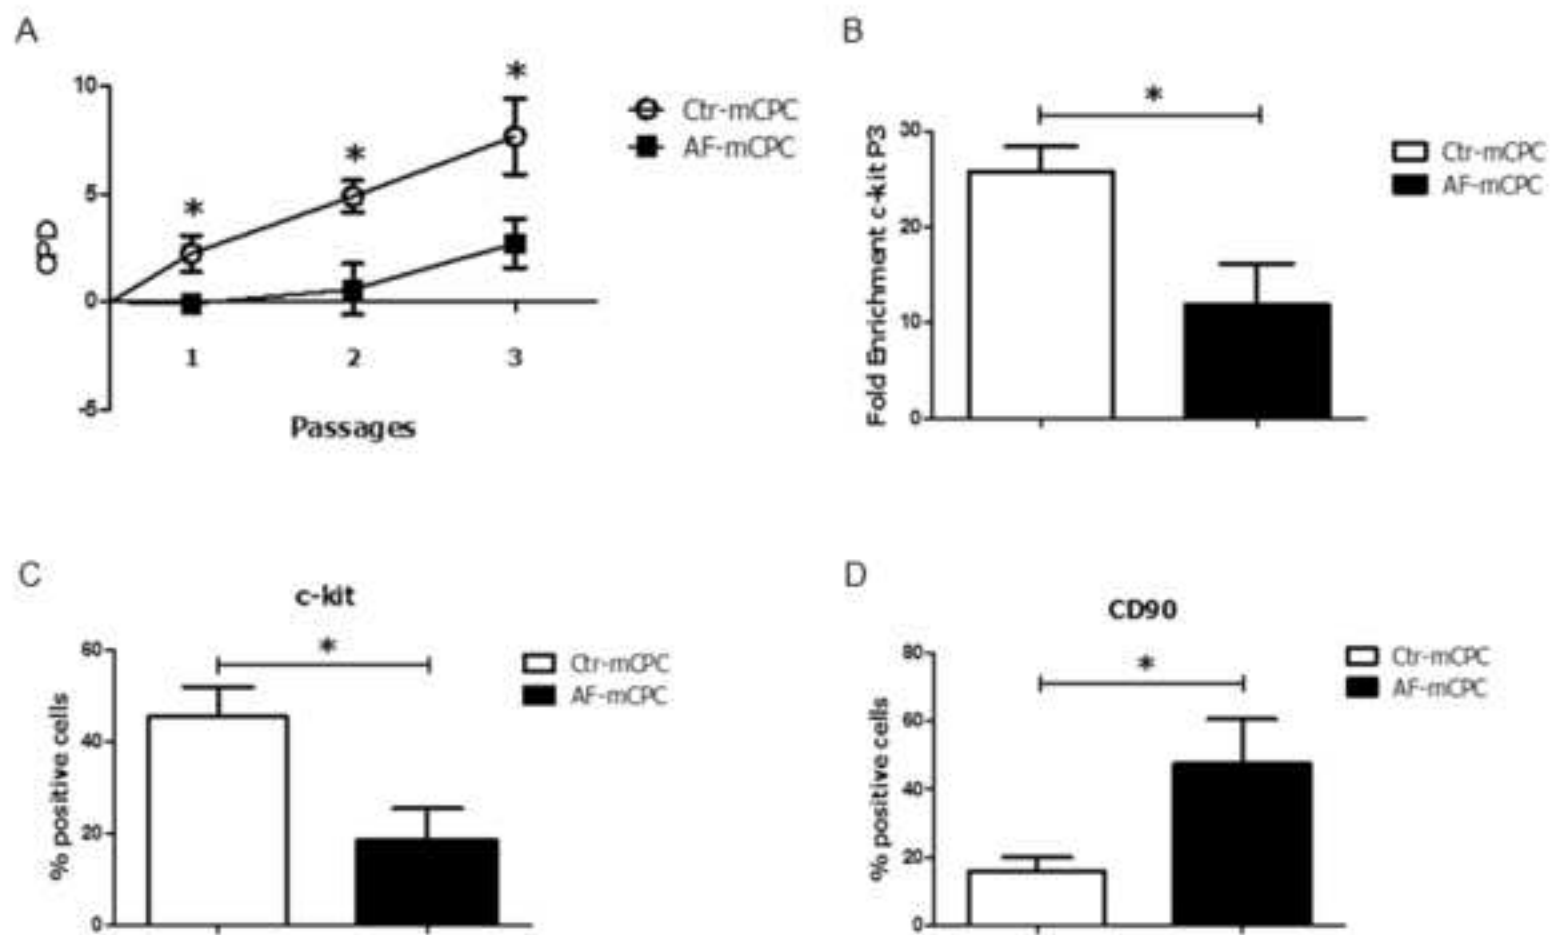 A
10
5
0
-5
CPD
*
*
*
1
2
3
Passages
Ctr-mCPC
AF-mCPC
B
Fold Enrichment c-kit P3
30
20
10
0
*
Ctr-mCPC
AF-mCPC
C
c-kit
% positive cells
60
40
20
0
*
Ctr-mCPC
AF-mCPC
D
CD90
% positive cells
80
60
40
20
0
*
Ctr-mCPC
AF-mCPC